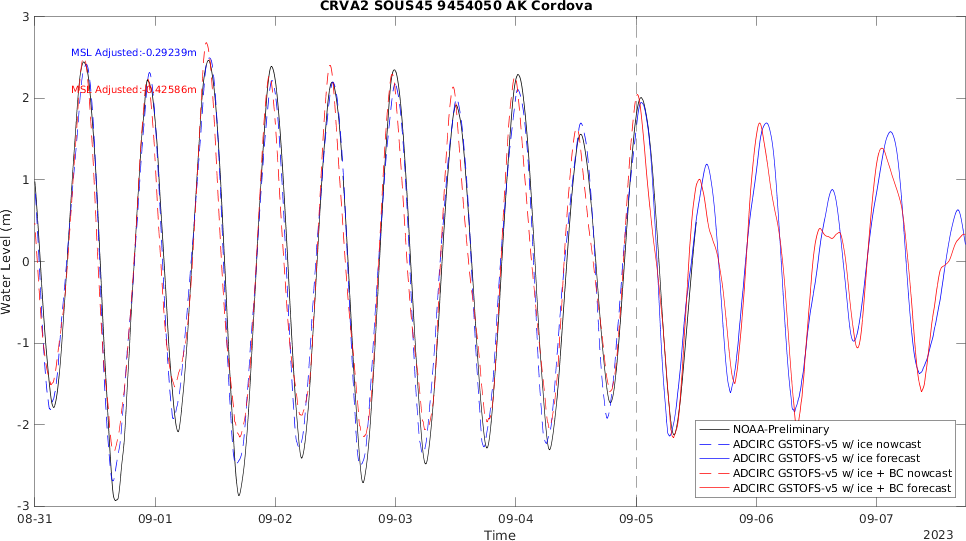 CRVA2 SOUS45 9454050 AK Cordova
MSL Adjusted:-0.29239m
MSL Adjusted:-0.42586m
Water Level (m)
3
2
1
0
-1
-2
-3
NOAA-Preliminary
ADCIRC GSTOFS-v5 w/ ice nowcast
ADCIRC GSTOFS-v5 w/ ice forecast
ADCIRC GSTOFS-v5 w/ ice + BC nowcast
ADCIRC GSTOFS-v5 w/ ice + BC forecast
08-31 09-01 09-02 09-03 09-04 09-05 09-06 09-07
Time
2023